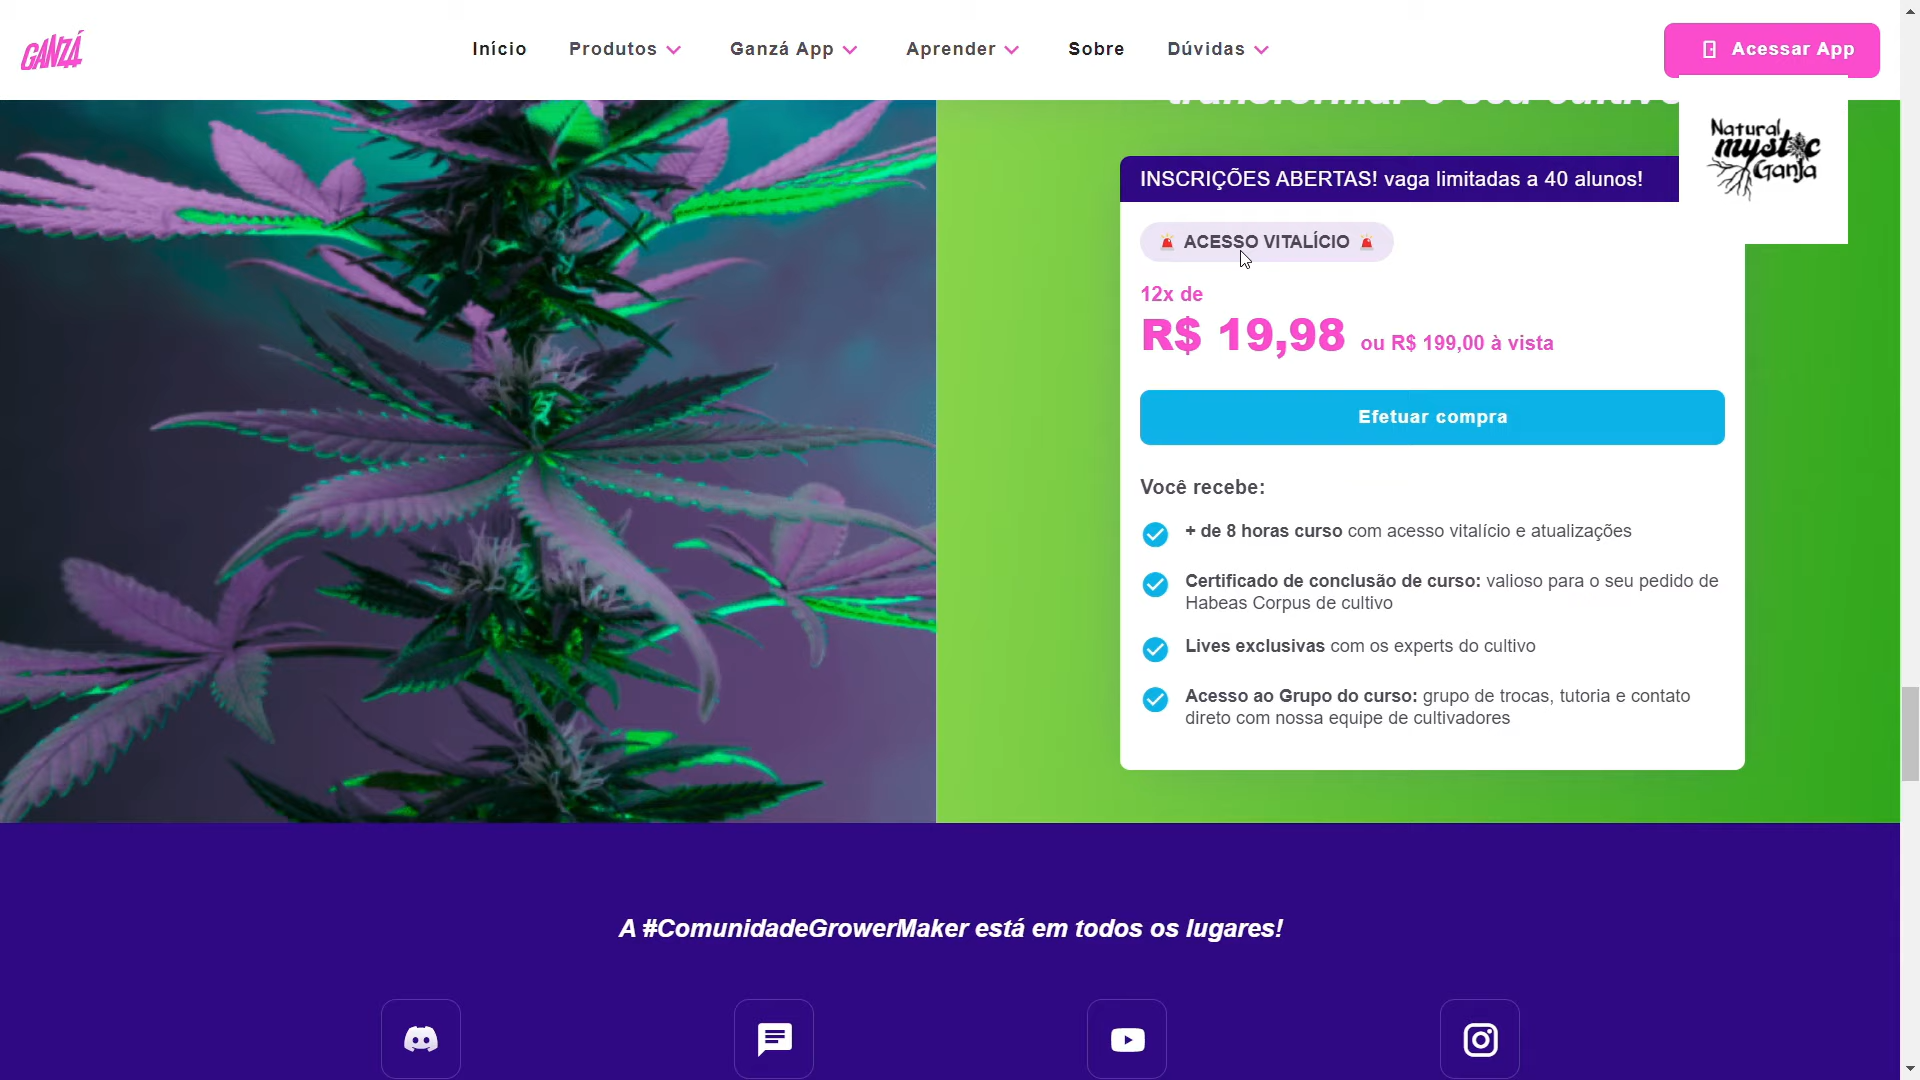 GANZÁ
Início
Produtos
Ganzá App
Aprender
Sobre
Dúvidas
Acessar App
transformar o seu cultivo
Natural
mystic
Ganja
INSCRIÇÕES ABERTAS! vaga limitadas a 40 alunos!
ACESSO VITALÍCIO
12x de
R$ 19,98 ou R$ 199,00 à vista
Efetuar compra
Você recebe:
+ de 8 horas curso com acesso vitalício e atualizações
Certificado de conclusão de curso: valioso para o seu pedido de
Habeas Corpus de cultivo
Lives exclusivas com os experts do cultivo
Acesso ao Grupo do curso: grupo de trocas, tutoria e contato
direto com nossa equipe de cultivadores
A #ComunidadeGrowerMaker está em todos os lugares!